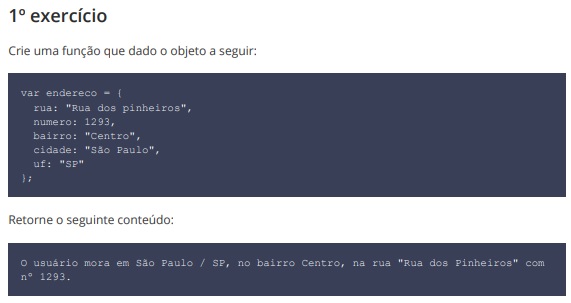 1º exercício
Crie uma função que dado o objeto a seguir:
var endereco = {
rua: "Rua dos pinheiros",
numero: 1293,
bairro: "Centro",
cidade: "São Paulo",
uf: "SP"
};
Retorne o seguinte conteúdo:
O usuário mora em São Paulo / SP, no bairro Centro, na rua "Rua dos Pinheiros" com
nº 1293.